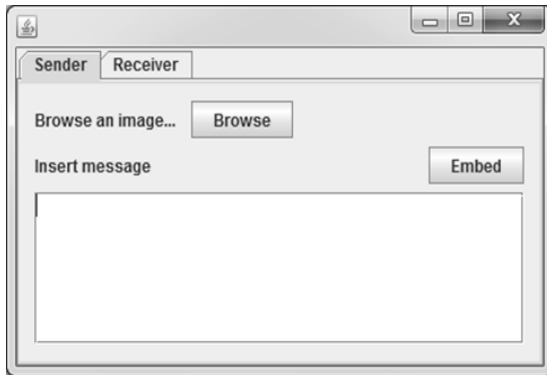 Sender Receiver
Browse an image... Browse
Insert message Embed